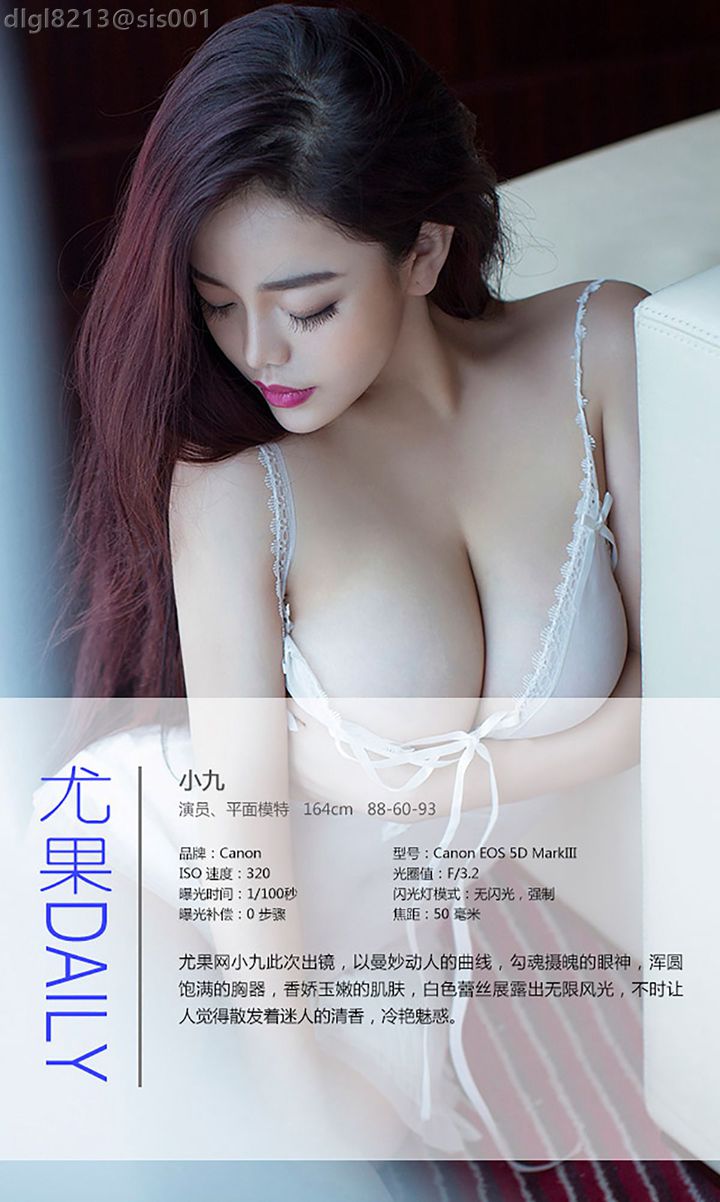 dlgl8213@sis001
尤果DAILY
小九
演员、平面模特 164cm 88-60-93
品牌：Canon 型号：Canon EOS 5D MarkIII
ISO 速度：320 光圈值：F/3.2
曝光时间：1/100秒 闪光灯模式：无闪光，强制
曝光补偿：0 步骤 焦距：50 毫米
尤果网小九此次出镜，以曼妙动人的曲线，勾魂摄魄的眼神，浑圆
饱满的胸器，香娇玉嫩的肌肤，白色蕾丝展露出无限风光，不时让
人觉得散发着迷人的清香，冷艳魅惑。